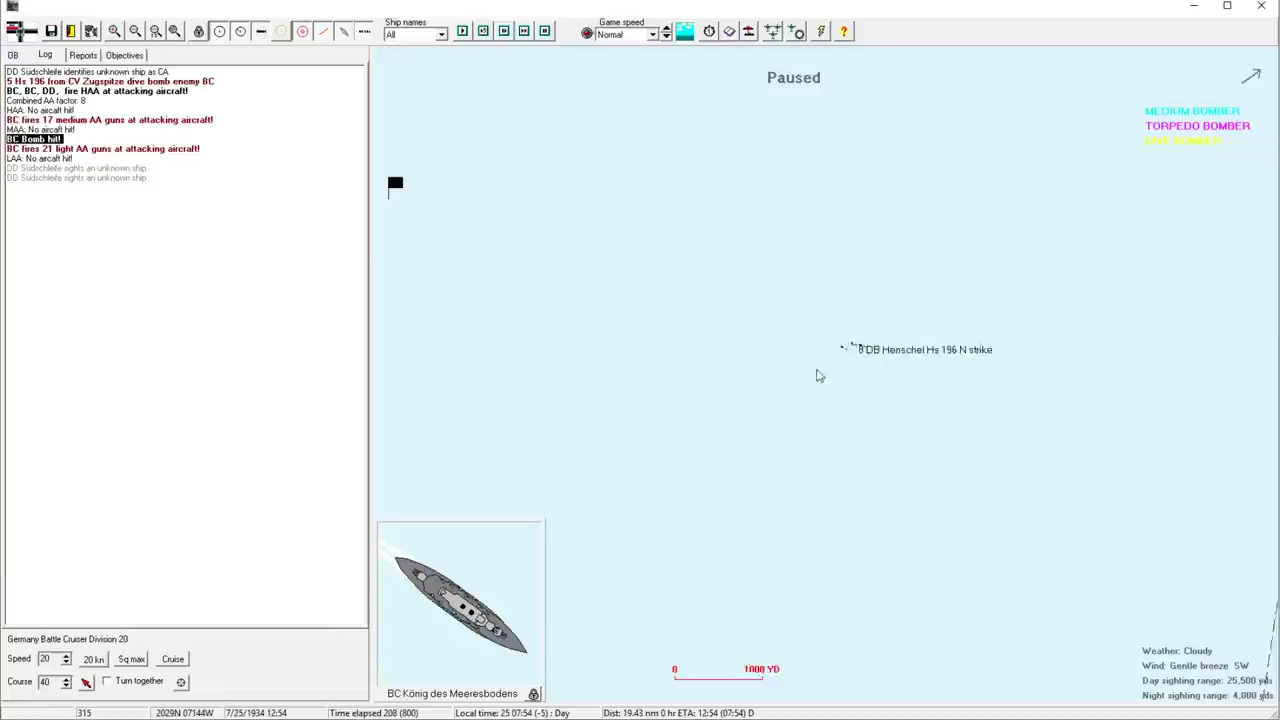 Ship names
Game speed
All
Normal
OB
Log
Reports
Objectives
DD Südschleife identifies unknown ship as CA
5 Hs 196 from CV Zugspitze dive bomb enemy BC
BC, BC, DD, fire HAA at attacking aircraft!
Combined AA factor: 8
HAA: No aircaft hit!
BC fires 17 medium AA guns at attacking aircraft!
MAA: No aircaft hit!
BC Bomb hit!
BC fires 21 light AA guns at attacking aircraft!
LAA: No aircaft hit!
DD Südschleife sights an unknown ship
DD Südschleife sights an unknown ship
Paused
MEDIUM BOMBER
TORPEDO BOMBER
DIVE BOMBER
8 DB Henschel Hs 196 N strike
0 1000 YD
Weather: Cloudy
Wind: Gentle breeze SW
Day sighting range: 25,500 yds
Night sighting range: 4,000 yds
BC König des Meeresbodens
Germany Battle Cruiser Division 20
Speed 20 20 kn Sq max Cruise
Course 40 Turn together
315 2029N 07144W 7/25/1934 12:54 Time elapsed 208 (800) Local time: 25 07:54 (-5) : Day Dist: 19.43 nm 0 hr ETA: 12:54 (07:54) D